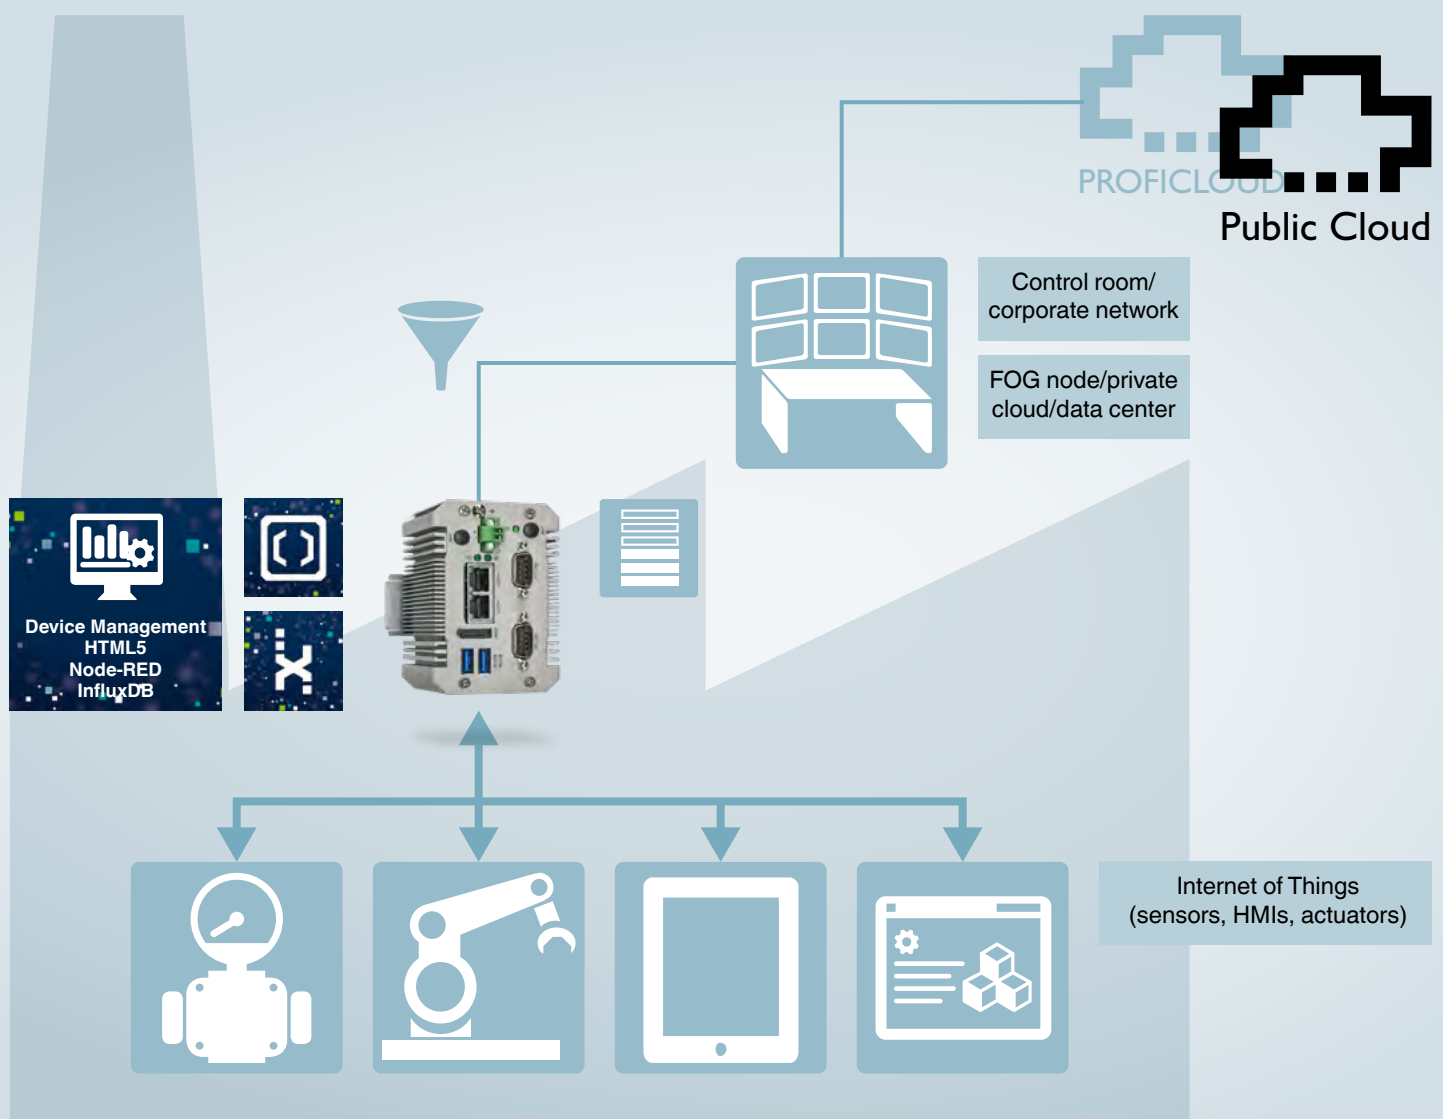 PROFICLOUD
Public Cloud
Control room/
corporate network
FOG node/private
cloud/data center
Device Management
HTML5
Node-RED
InfluxDB
Internet of Things
(sensors, HMIs, actuators)